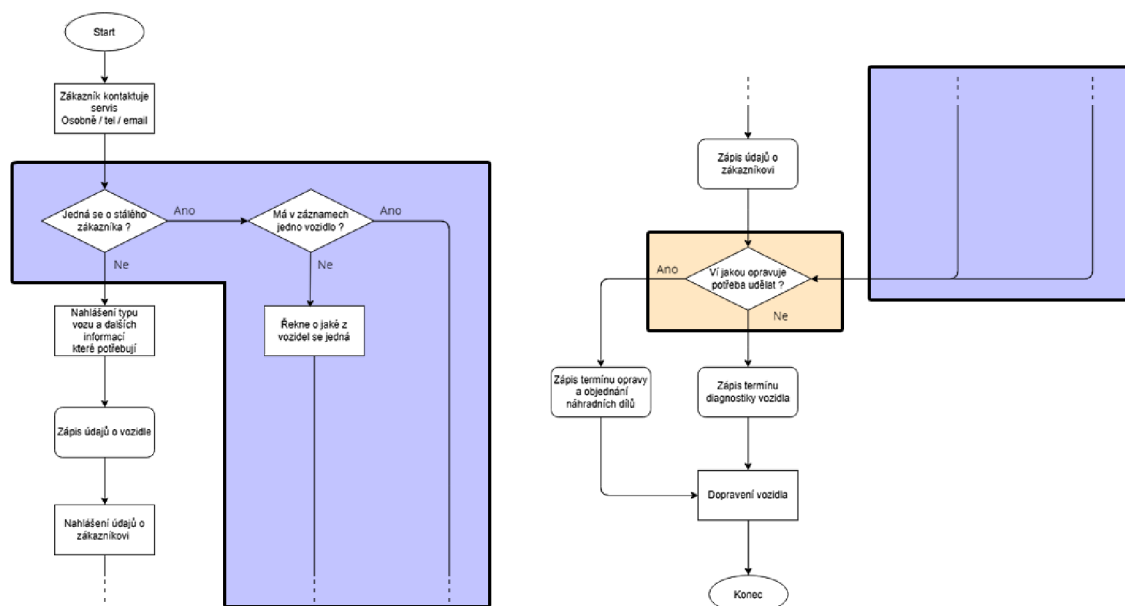 Start
Zákazník kontaktuje
servis
Osobně / tel / email
Jedná se o stálého
zákazníka ?
Ano
Ne
Má v záznamech
jedno vozidlo ?
Ano
Ne
Nahlášení typu
vozu a dalších
informací
které potřebují
Řekne o jaké z
vozidel se jedná
Zápis údajů o vozidle
Nahlášení údajů o
zákazníkovi
Zápis údajů o
zákazníkovi
Ví jakou opravuje
potřeba udělat ?
Ano
Ne
Zápis termínu opravy
a objednání
náhradních dílů
Zápis termínu
diagnostiky vozidla
Dopravení vozidla
Konec